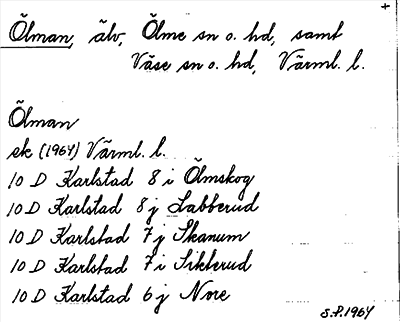 +
Ölman, älv, Ölme sn o. hd, samt
Väse sn o. hd, Värml. l.
Ölman
ek (1964) Värml. l.
10 D Karlstad 8 i Ölmskog
10 D Karlstad 8 j Labberud
10 D Karlstad 7 j Skanum
10 D Karlstad 7 i Sikterud
10 D Karlstad 6 j Nore
S.P. 1964